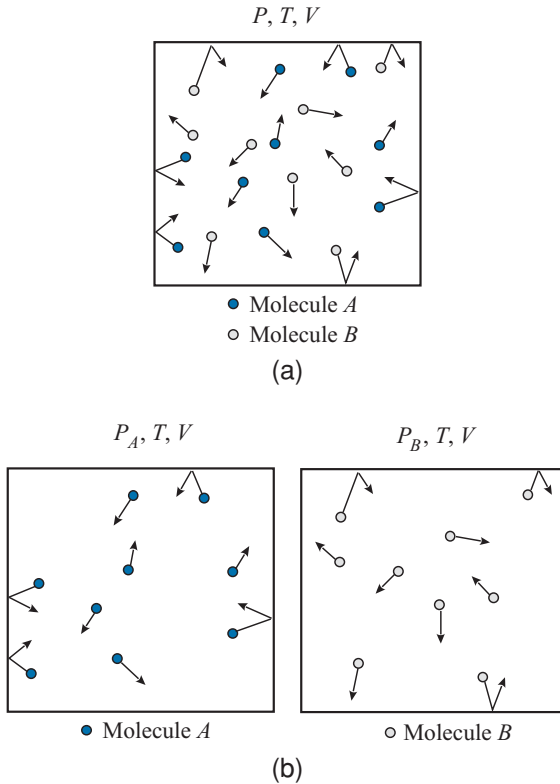 P, T, V
Molecule A
Molecule B
(a)
P_A, T, V
P_B, T, V
Molecule A
Molecule B
(b)